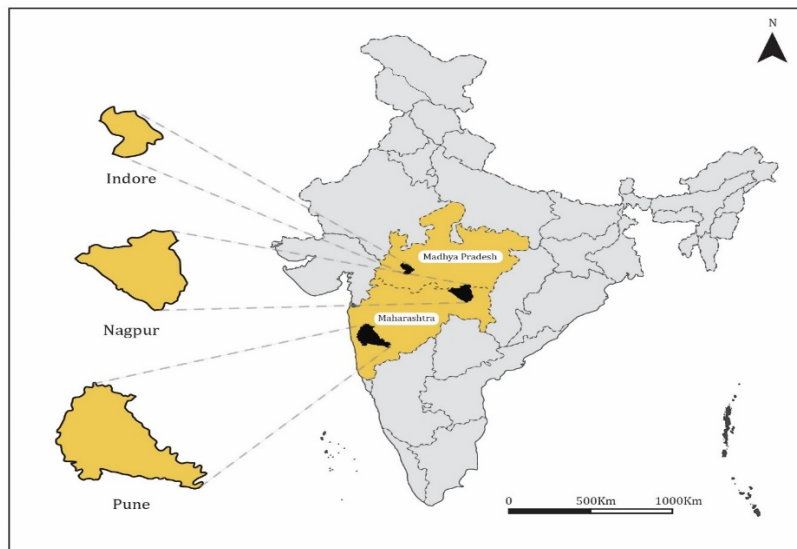 N
Indore
Madhya Pradesh
Nagpur
Maharashtra
Pune
0 500Km 1000Km